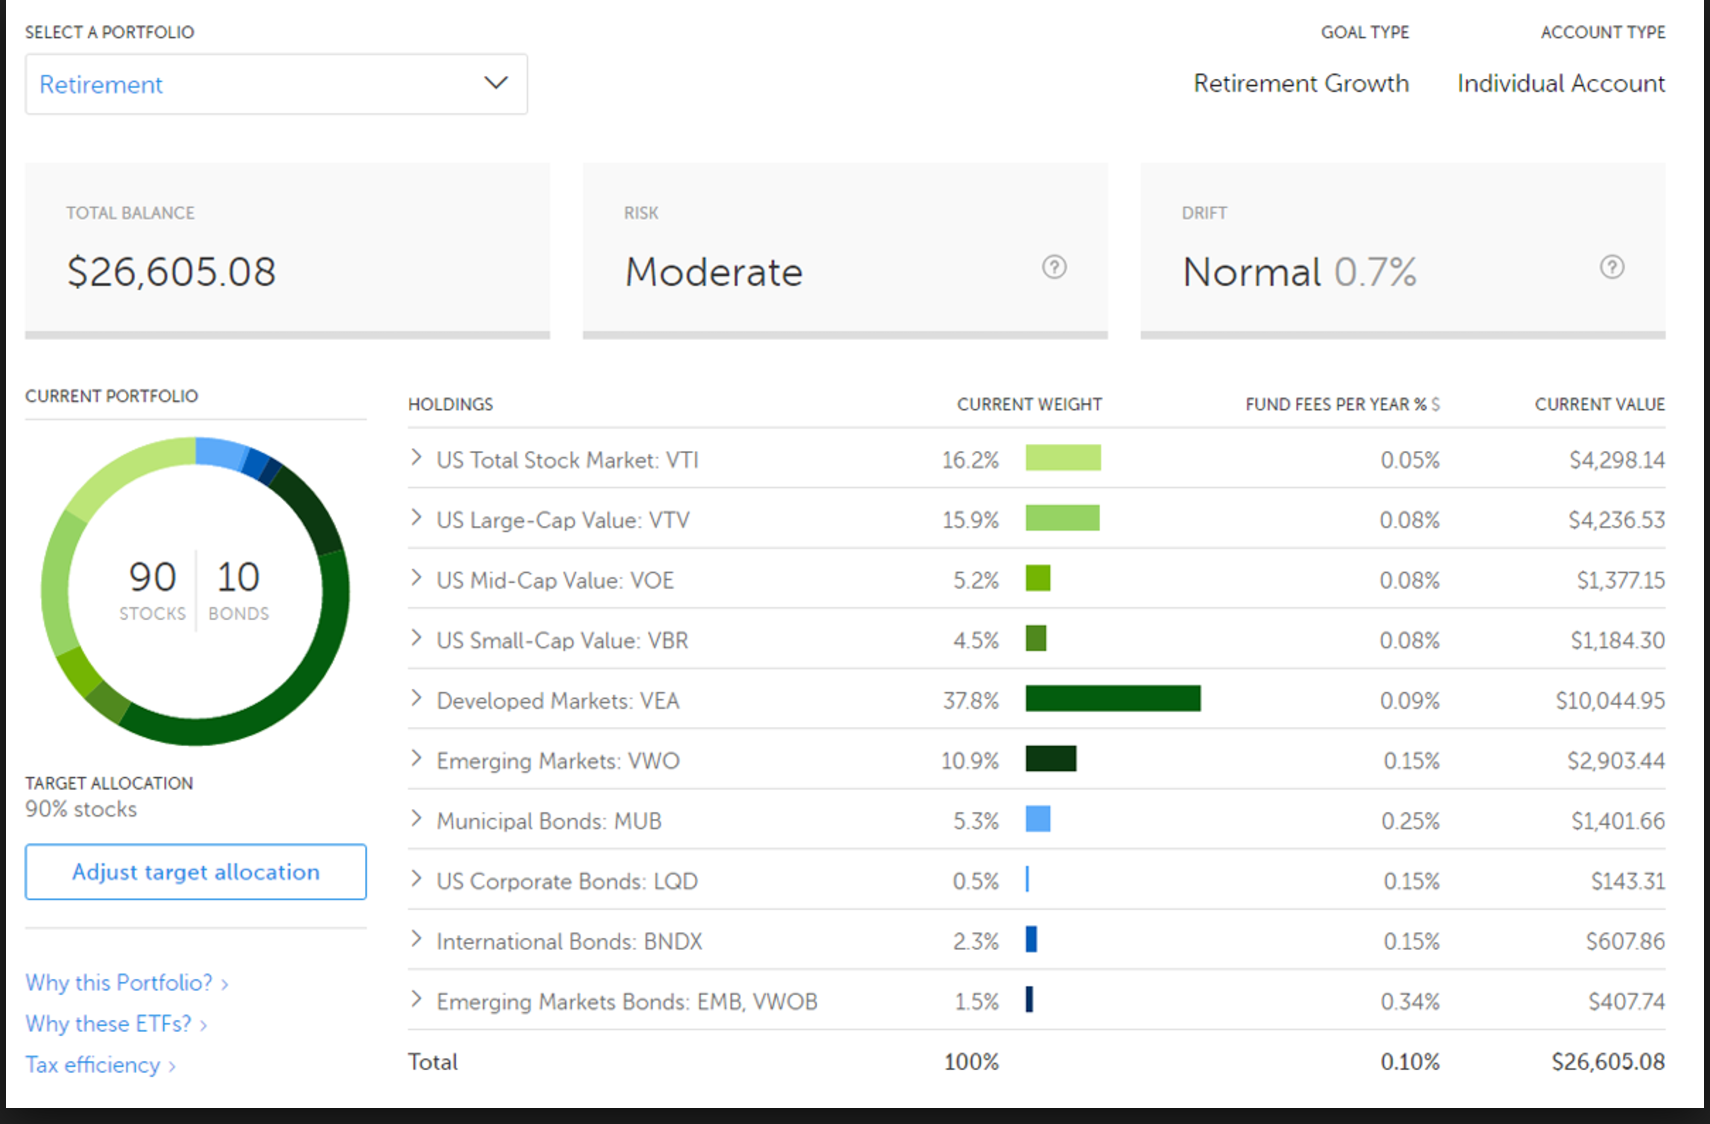 SELECT A PORTFOLIO
GOAL TYPE ACCOUNT TYPE
Retirement
Retirement Growth Individual Account
TOTAL BALANCE
$26,605.08
RISK
Moderate ?
DRIFT
Normal 0.7% ?
CURRENT PORTFOLIO
90 STOCKS
10 BONDS
TARGET ALLOCATION
90% stocks
Adjust target allocation
Why this Portfolio? ›
Why these ETFs? ›
Tax efficiency ›
HOLDINGS CURRENT WEIGHT FUND FEES PER YEAR % $ CURRENT VALUE
US Total Stock Market: VTI 16.2% 0.05% $4,298.14
US Large-Cap Value: VTV 15.9% 0.08% $4,236.53
US Mid-Cap Value: VOE 5.2% 0.08% $1,377.15
US Small-Cap Value: VBR 4.5% 0.08% $1,184.30
Developed Markets: VEA 37.8% 0.09% $10,044.95
Emerging Markets: VWO 10.9% 0.15% $2,903.44
Municipal Bonds: MUB 5.3% 0.25% $1,401.66
US Corporate Bonds: LQD 0.5% 0.15% $143.31
International Bonds: BNDX 2.3% 0.15% $607.86
Emerging Markets Bonds: EMB, VWOB 1.5% 0.34% $407.74
Total 100% 0.10% $26,605.08